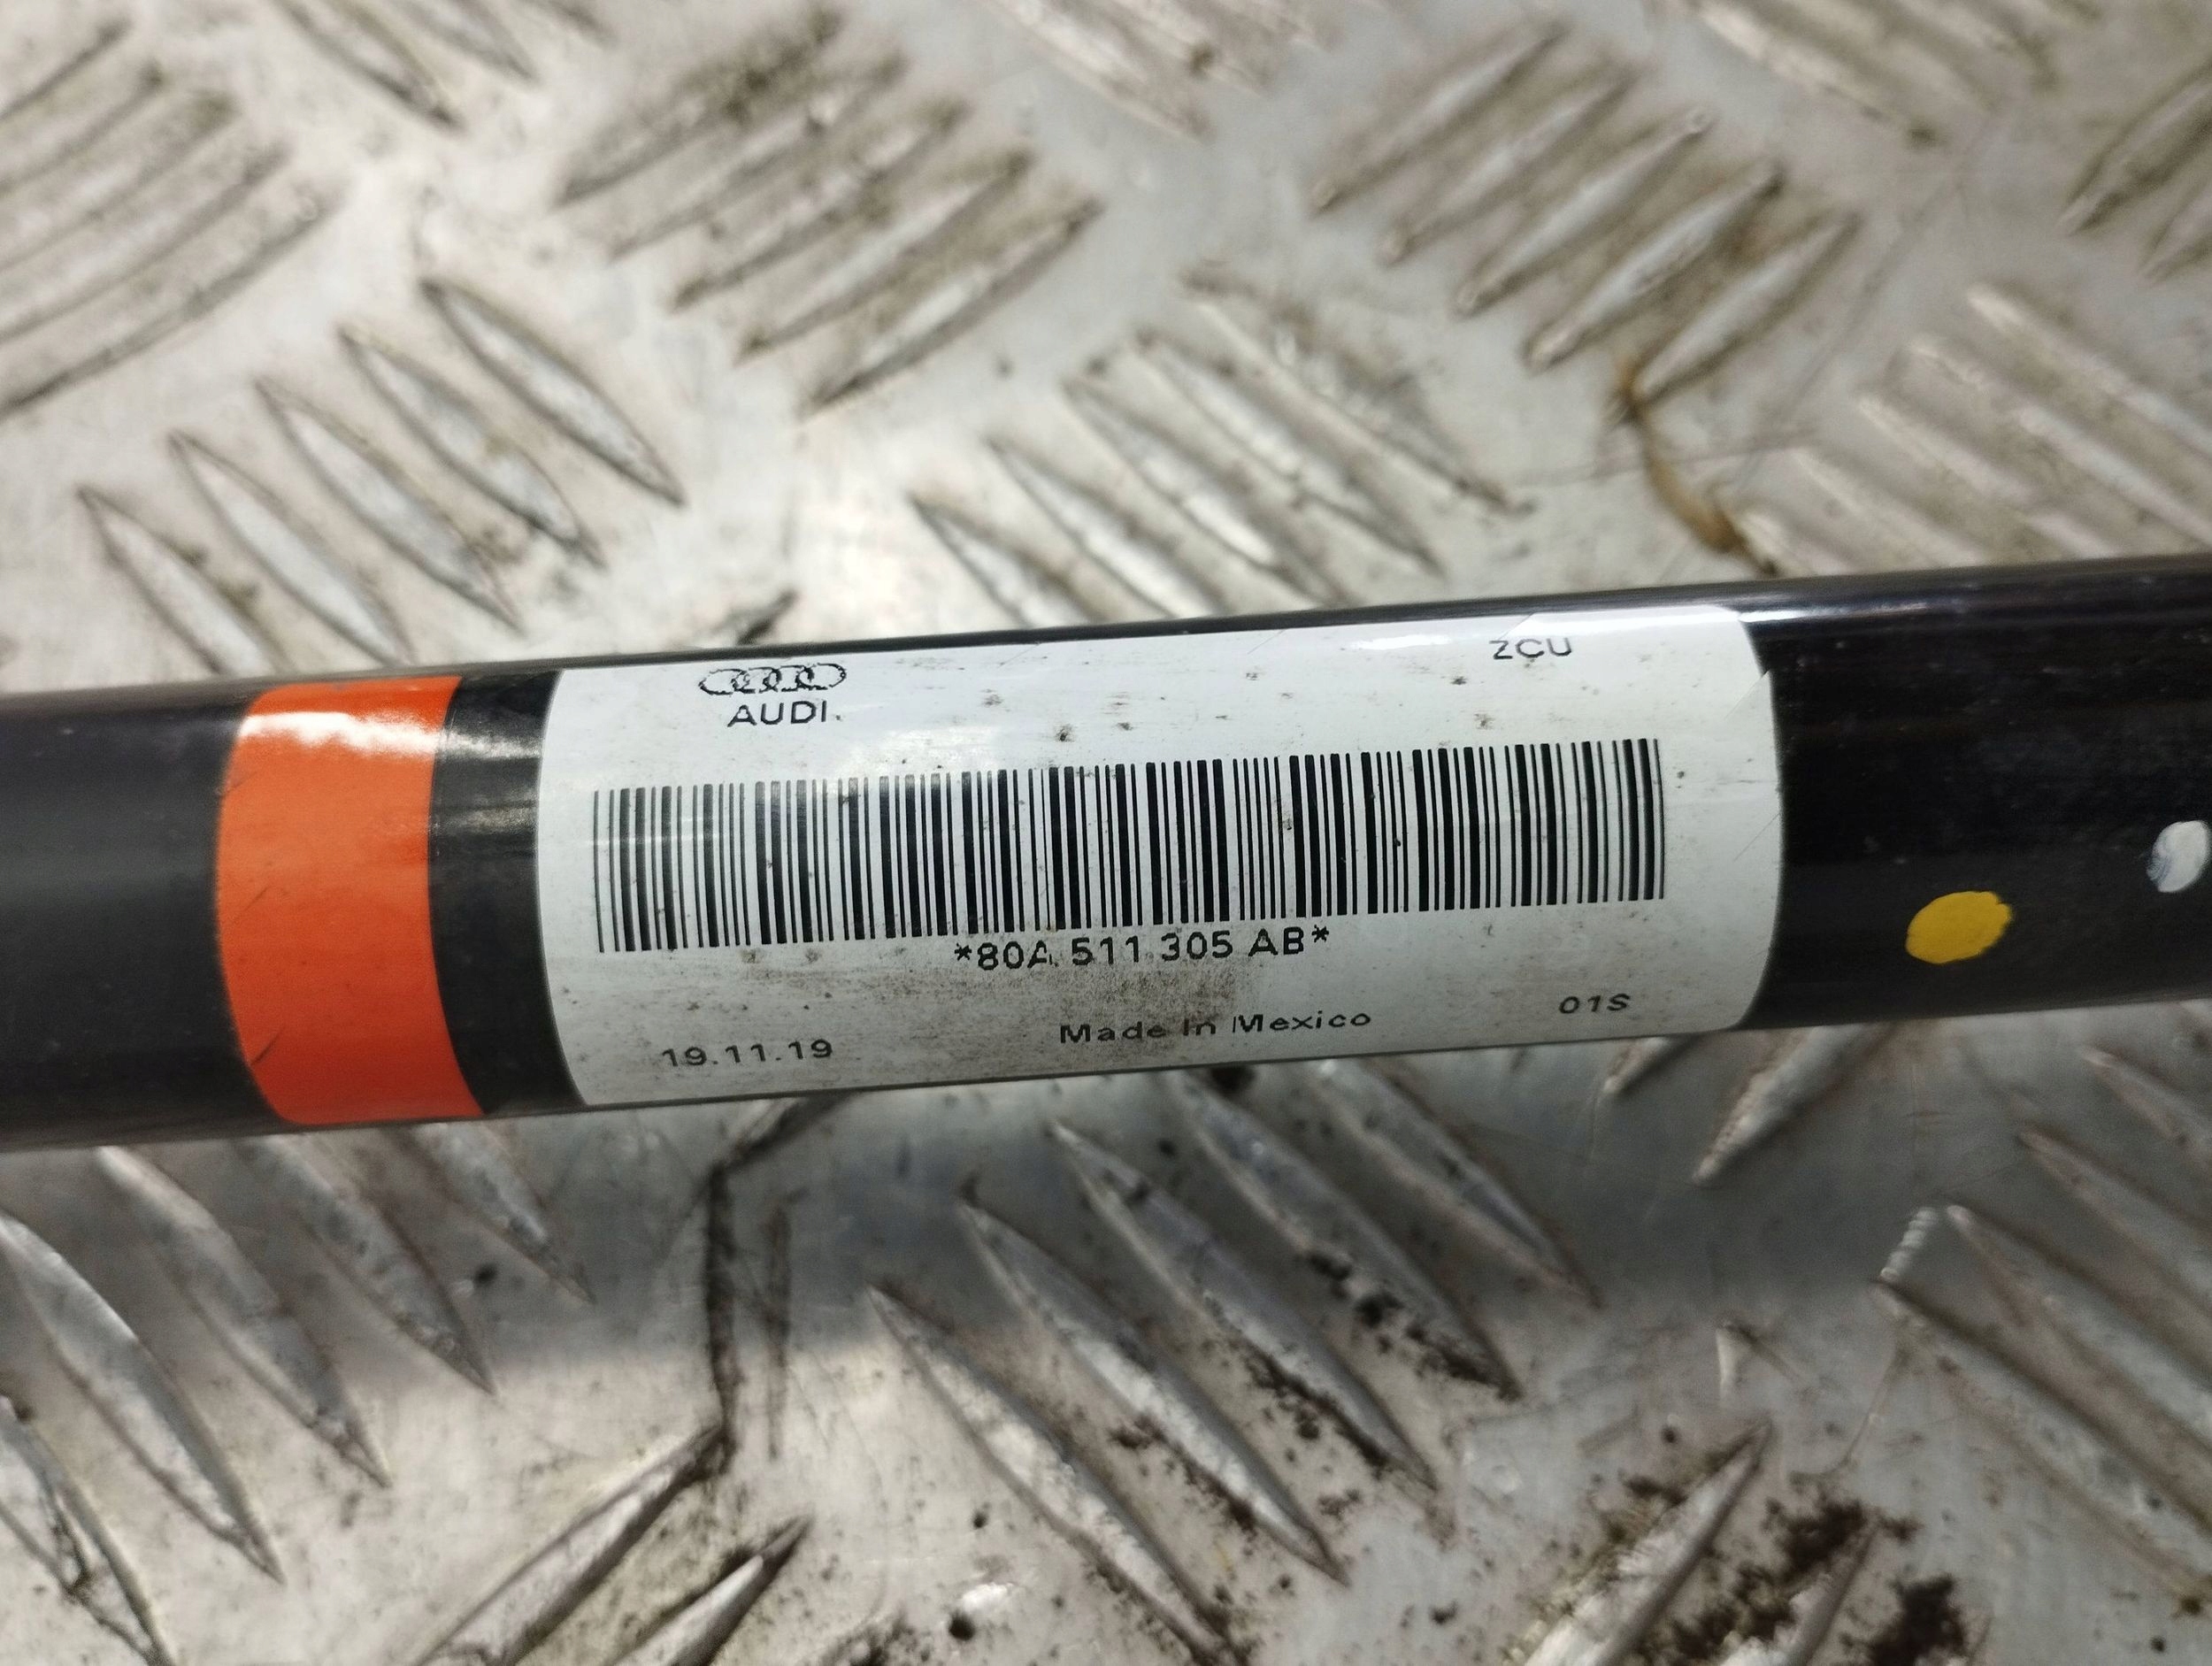 ZCU
AUDI
*80A 511 305 AB*
19.11.19 Made In Mexico 01S